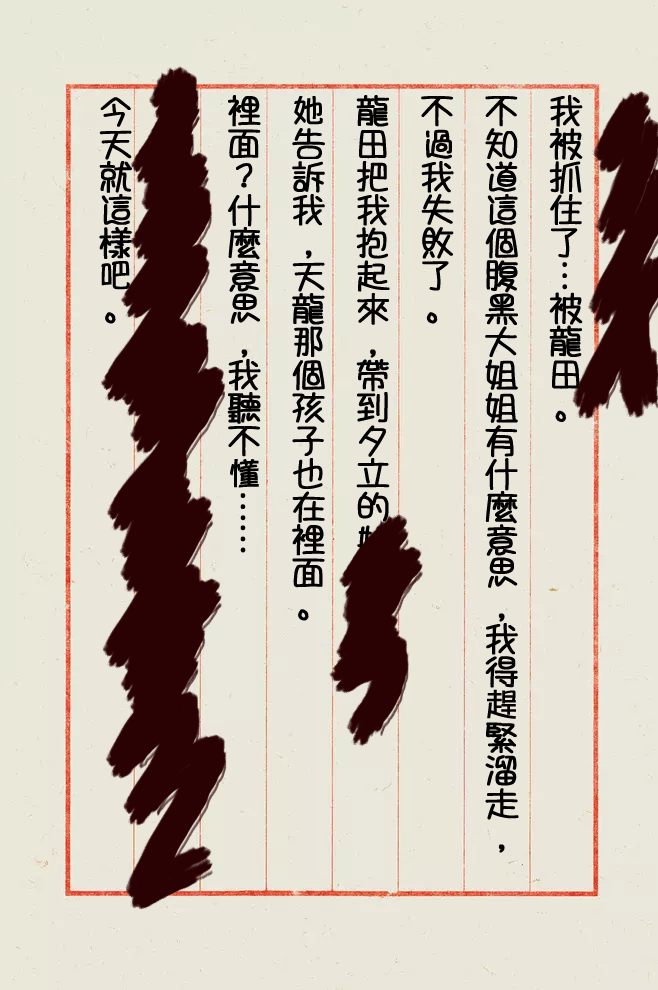 我被抓住了…被龍田。
不知道這個腹黑大姐姐有什麼意思，我得趕緊溜走，
不過我失敗了。
龍田把我抱起來，帶到夕立的
她告訴我，天龍那個孩子也在裡面。
裡面？什麼意思，我聽不懂……
今天就這樣吧。